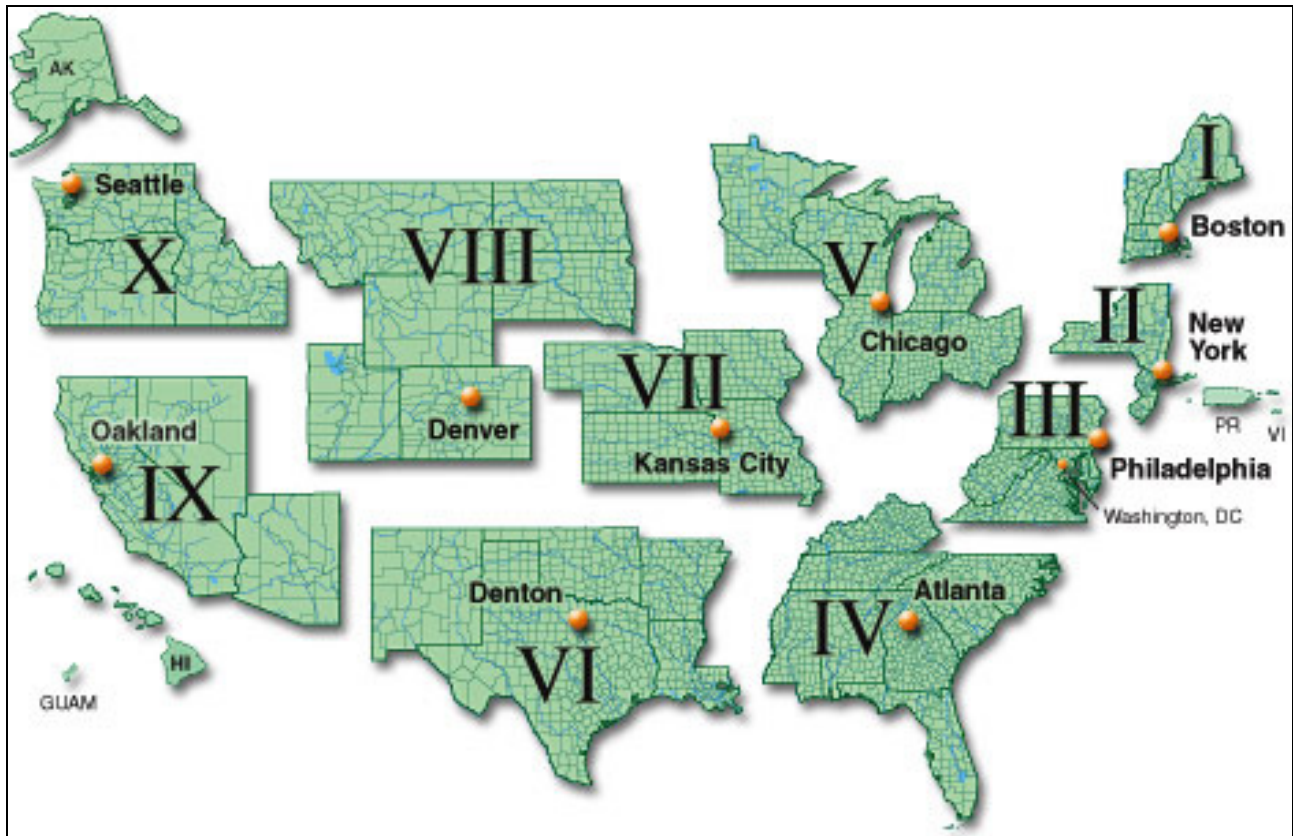 AK
I
Seattle
Boston
X
VIII
V
II
New
York
Chicago
VII
III
Denver
PR
VI
Oakland
Kansas City
Philadelphia
IX
Washington, DC
Denton
Atlanta
IV
VI
HI
GUAM